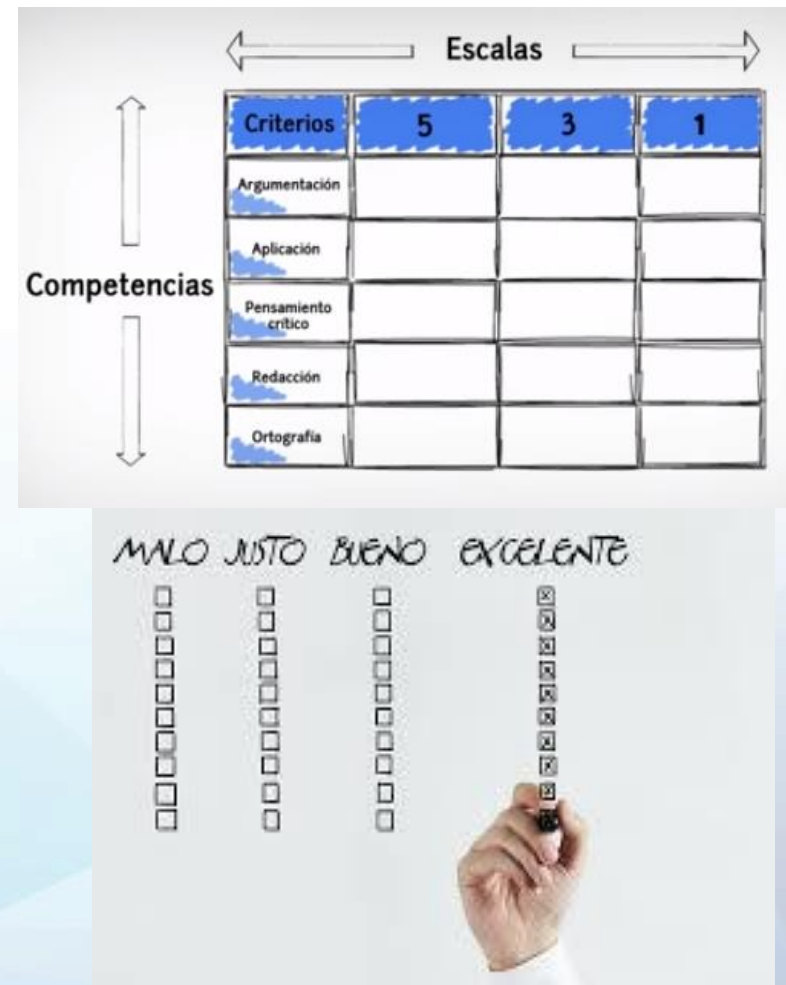 Escalas
Criterios 5 3 1
Argumentación
Aplicación
Competencias
Pensamiento
crítico
Redacción
Ortografía
MALO JUSTO BUENO EXCELENTE